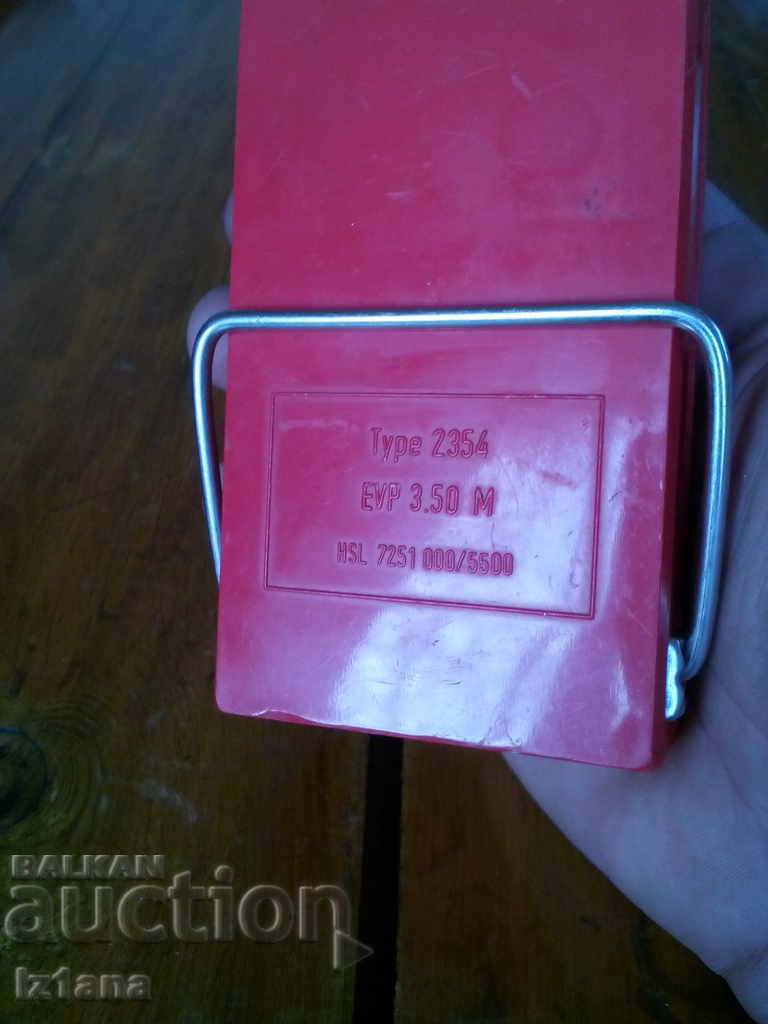 Type 2354
EVP 3.50 M
HSL 7251 000/5500
BALKAN
auction
Iz1ana